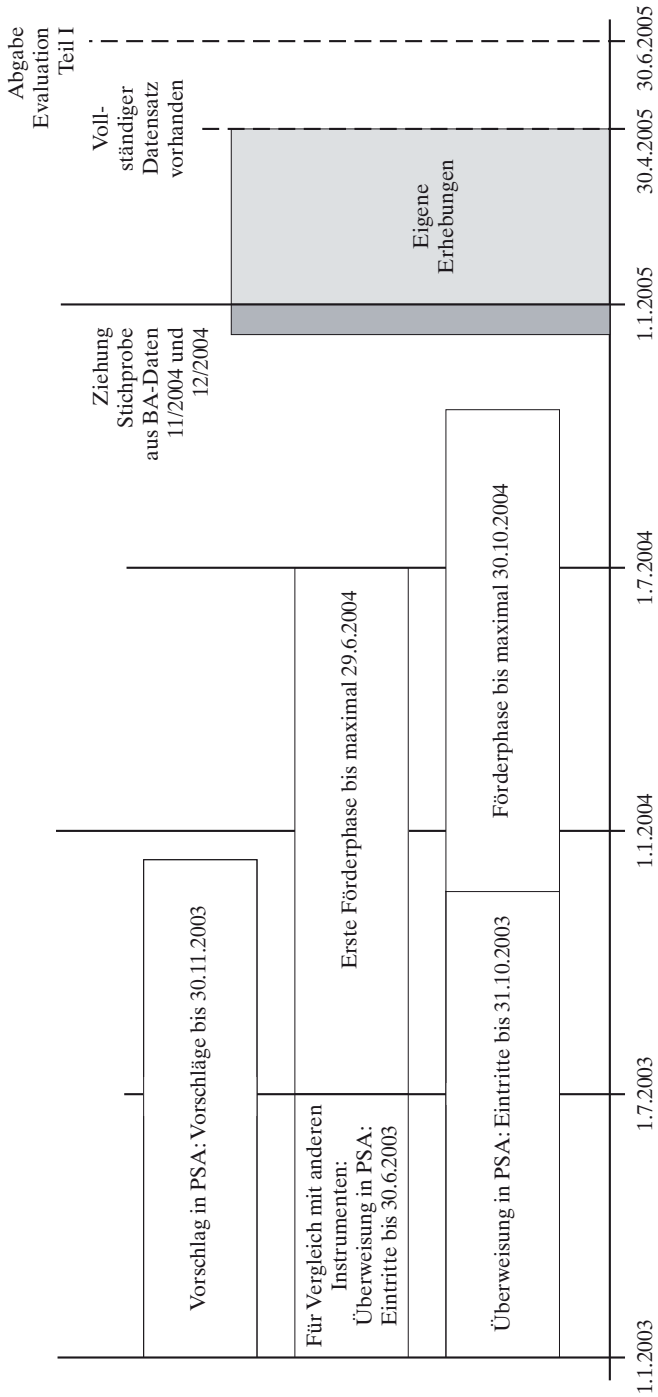 Abgabe
Evaluation
Teil I
Voll-
ständiger
Datensatz
vorhanden
Ziehung
Stichprobe
aus BA-Daten
11/2004 und
12/2004
Vorschlag in PSA: Vorschläge bis 30.11.2003
Für Vergleich mit anderen
Instrumenten:
Überweisung in PSA:
Eintritte bis 30.6.2003
Erste Förderphase bis maximal 29.6.2004
Überweisung in PSA: Eintritte bis 31.10.2003
Förderphase bis maximal 30.10.2004
Eigene
Erhebungen
1.1.2003
1.7.2003
1.1.2004
1.7.2004
1.1.2005
30.4.2005
30.6.2005